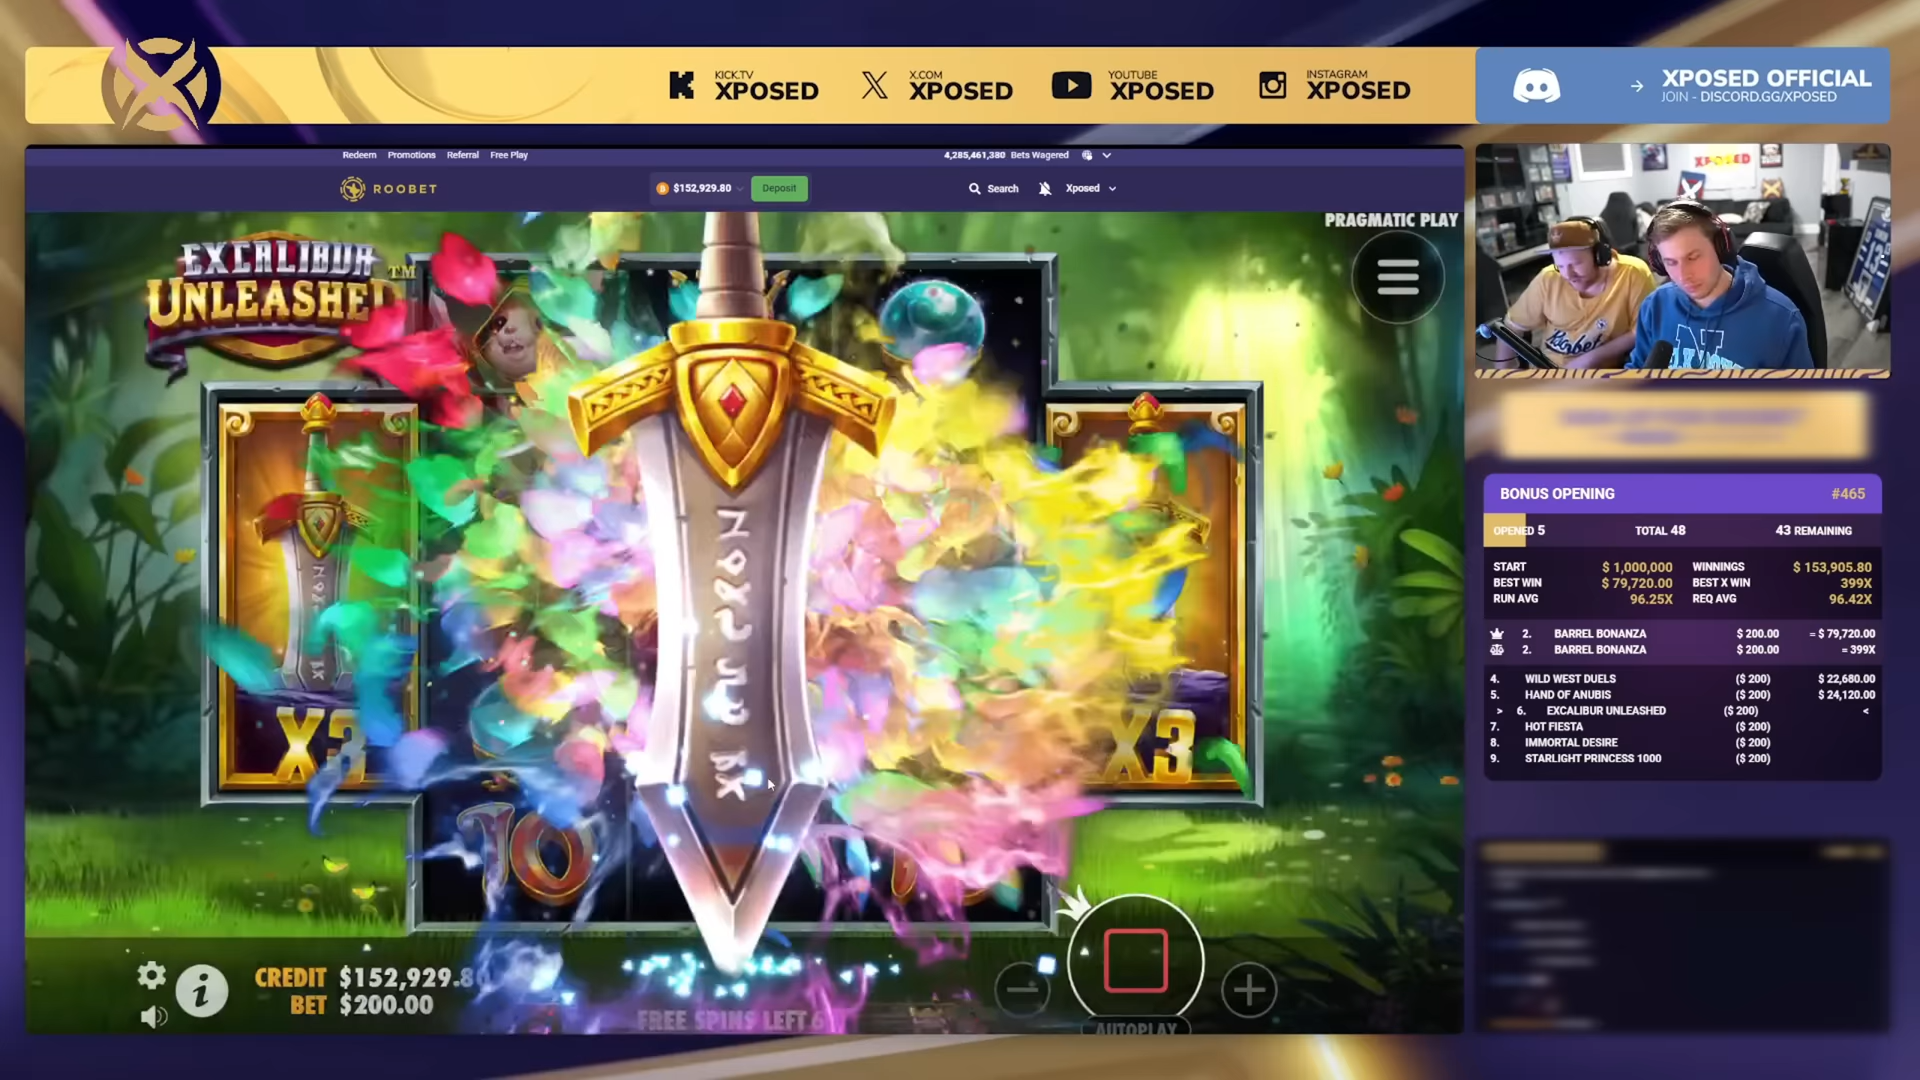 KICK.TV
XPOSED
X.COM
XPOSED
YOUTUBE
XPOSED
INSTAGRAM
XPOSED
XPOSED OFFICIAL
JOIN - DISCORD.GG/XPOSED
Redeem Promotions Referral Free Play
4,285,461,380 Bets Wagered
ROOBET
$152,929.80
Deposit
Search
Xposed
PRAGMATIC PLAY
EXCALIBUR
UNLEASHED™
X3
X3
10
CREDIT $152,929.80
BET $200.00
FREE SPINS LEFT 6
AUTOPLAY
XPOSED
Roobet
13
BONUS OPENING #465
OPENED 5 TOTAL 48 43 REMAINING
START $ 1,000,000 WINNINGS $ 153,905.80
BEST WIN $ 79,720.00 BEST X WIN 399X
RUN AVG 96.25X REQ AVG 96.42X
2. BARREL BONANZA $ 200.00 = $ 79,720.00
2. BARREL BONANZA $ 200.00 = 399X
4. WILD WEST DUELS ($ 200) $ 22,680.00
5. HAND OF ANUBIS ($ 200) $ 24,120.00
> 6. EXCALIBUR UNLEASHED ($ 200) <
7. HOT FIESTA ($ 200)
8. IMMORTAL DESIRE ($ 200)
9. STARLIGHT PRINCESS 1000 ($ 200)